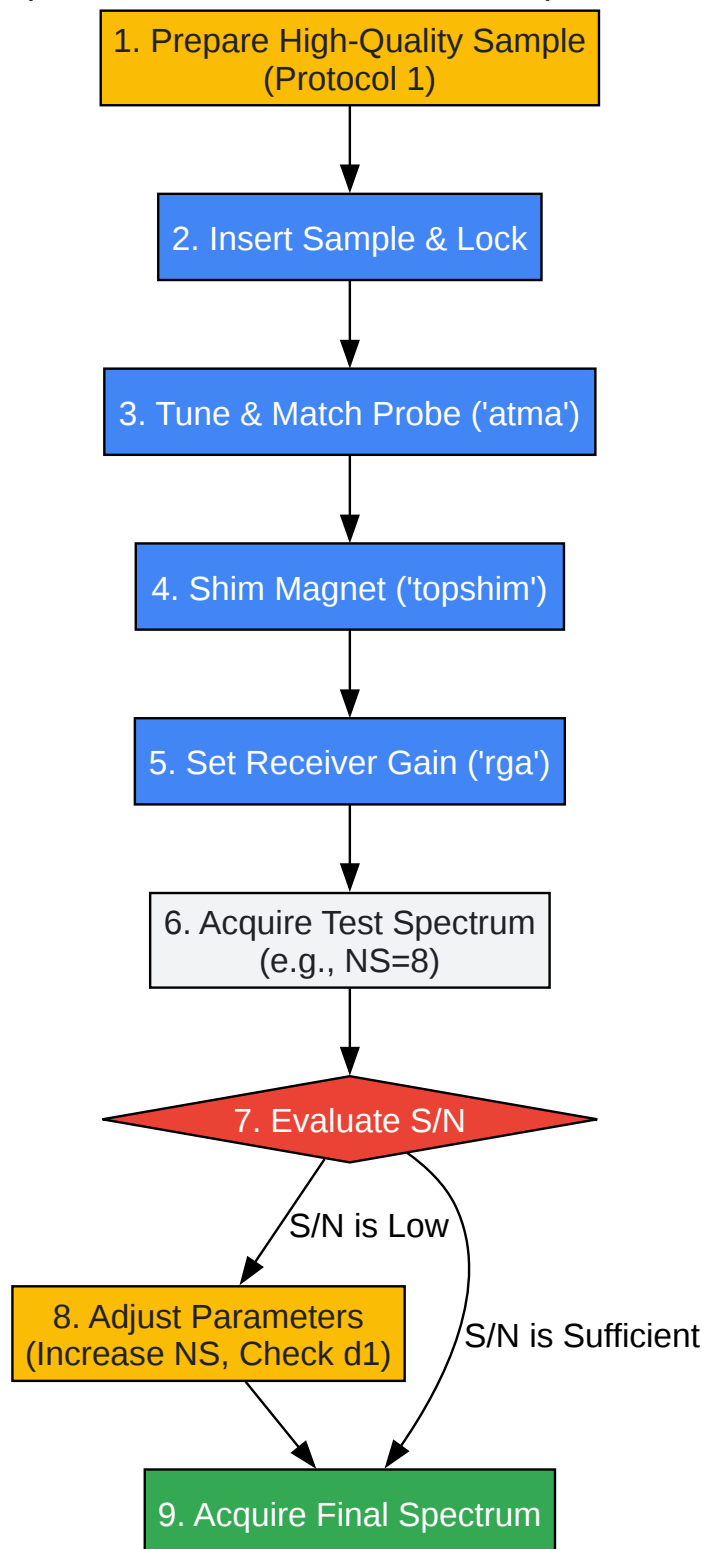 1. Prepare High-Quality Sample
(Protocol 1)
2. Insert Sample & Lock
3. Tune & Match Probe ('atma')
4. Shim Magnet ('topshim')
5. Set Receiver Gain ('rga')
6. Acquire Test Spectrum
(e.g., NS=8)
7. Evaluate S/N
S/N is Low
8. Adjust Parameters
(Increase NS, Check d1)
S/N is Sufficient
9. Acquire Final Spectrum